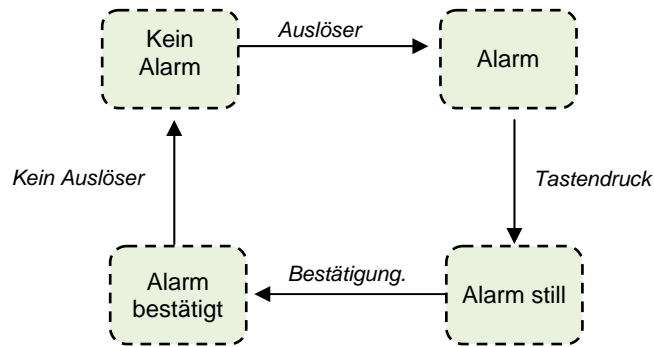 Kein
Alarm
Auslöser
Alarm
Kein Auslöser
Tastendruck
Alarm
bestätigt
Bestätigung.
Alarm still